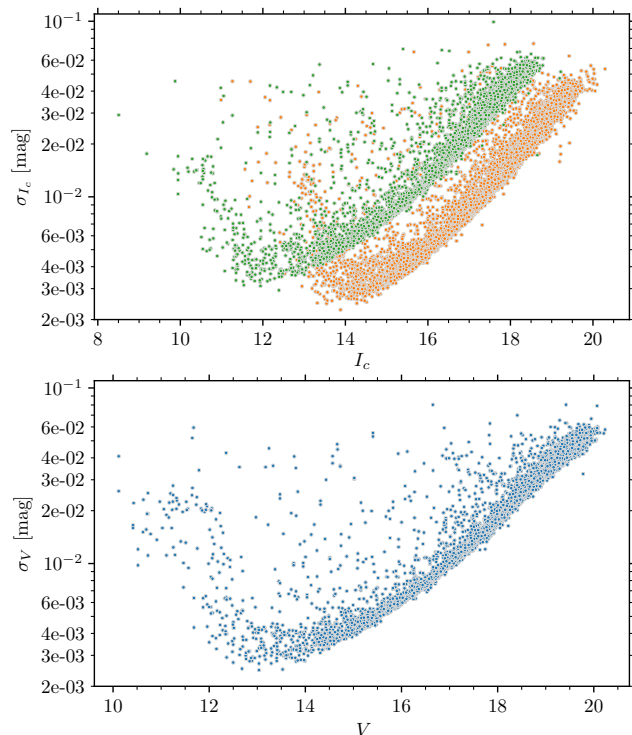 10⁻¹
6e-02
3e-02
2e-02
10⁻²
6e-03
4e-03
3e-03
2e-03
σ_{I_c} [mag]
8 10 12 14 16 18 20
I_c
10⁻¹
6e-02
4e-02
3e-02
2e-02
10⁻²
6e-03
4e-03
3e-03
2e-03
σ_V [mag]
10 12 14 16 18 20
V